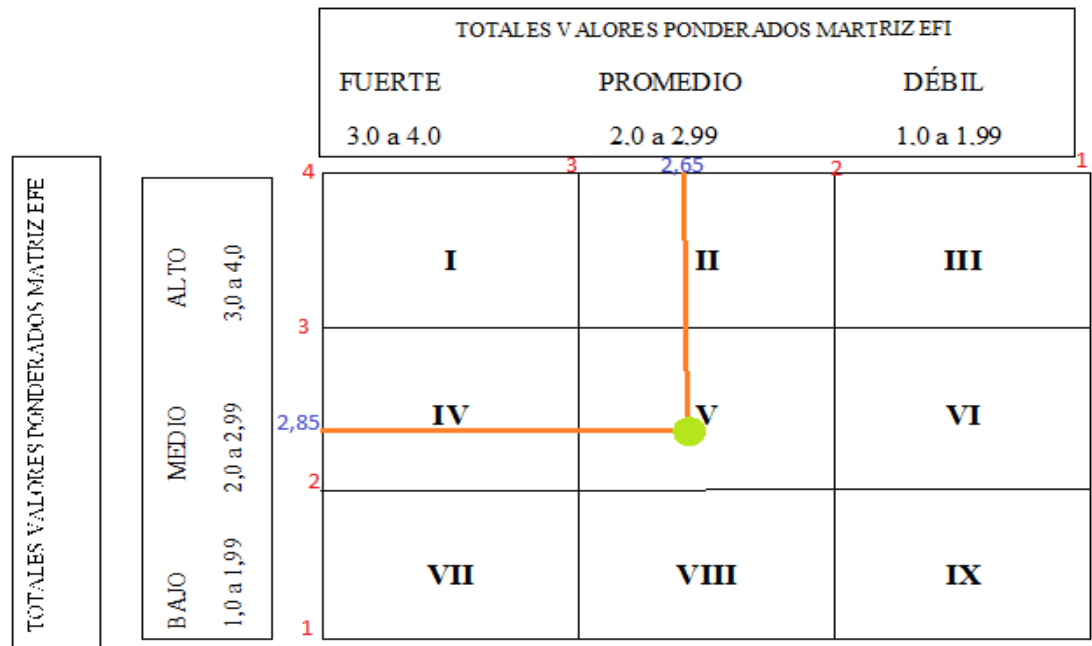 TOTALES V ALORES PONDERADOS MARTRIZ EFI
FUERTE PROMEDIO DÉBIL
3,0 a 4,0 2,0 a 2,99 1,0 a 1,99
TOTALES VALORES PONDERADOS MATRIZ EFE
ALTO
3,0 a 4,0
MEDIO
2,0 a 2,99
BAJO
1,0 a 1,99
4 3 2,65 2 1
I II III
3
2,85 IV V VI
2
VII VIII IX
1